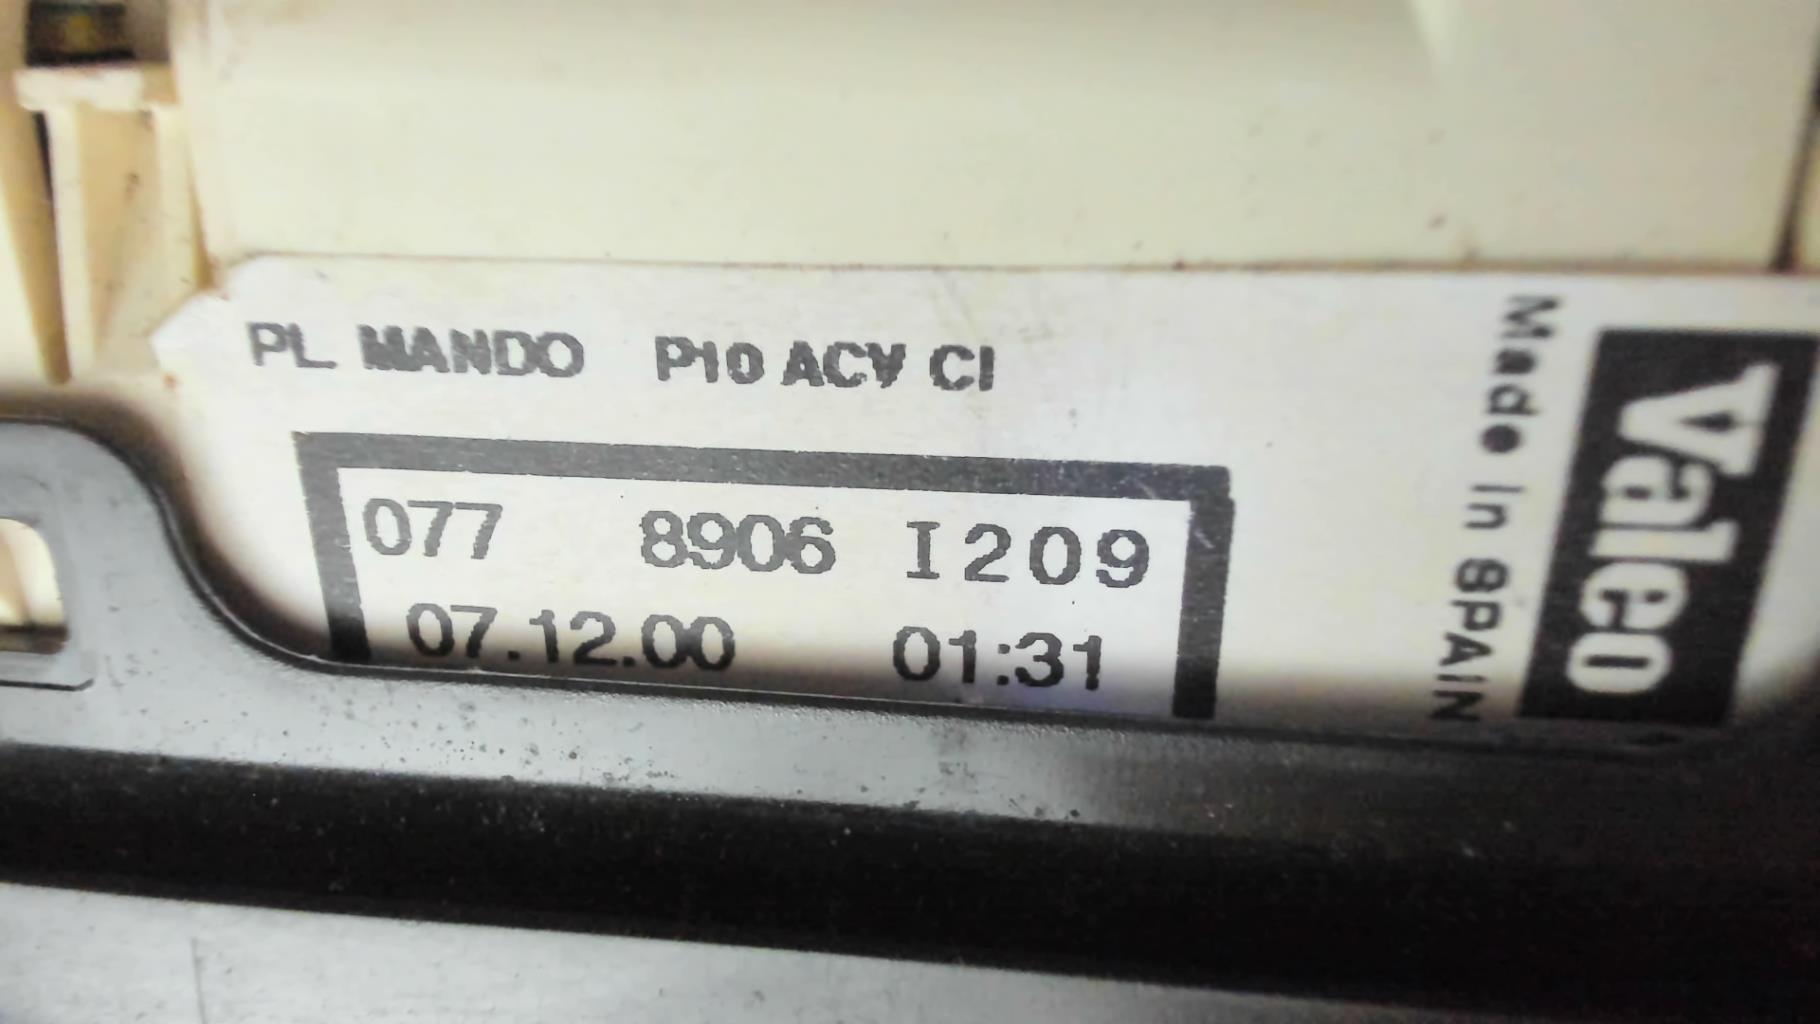 PL MANDO P10 ACV CI
077 8906 I209
07.12.00 01:31
Made In SPAIN
Valeo